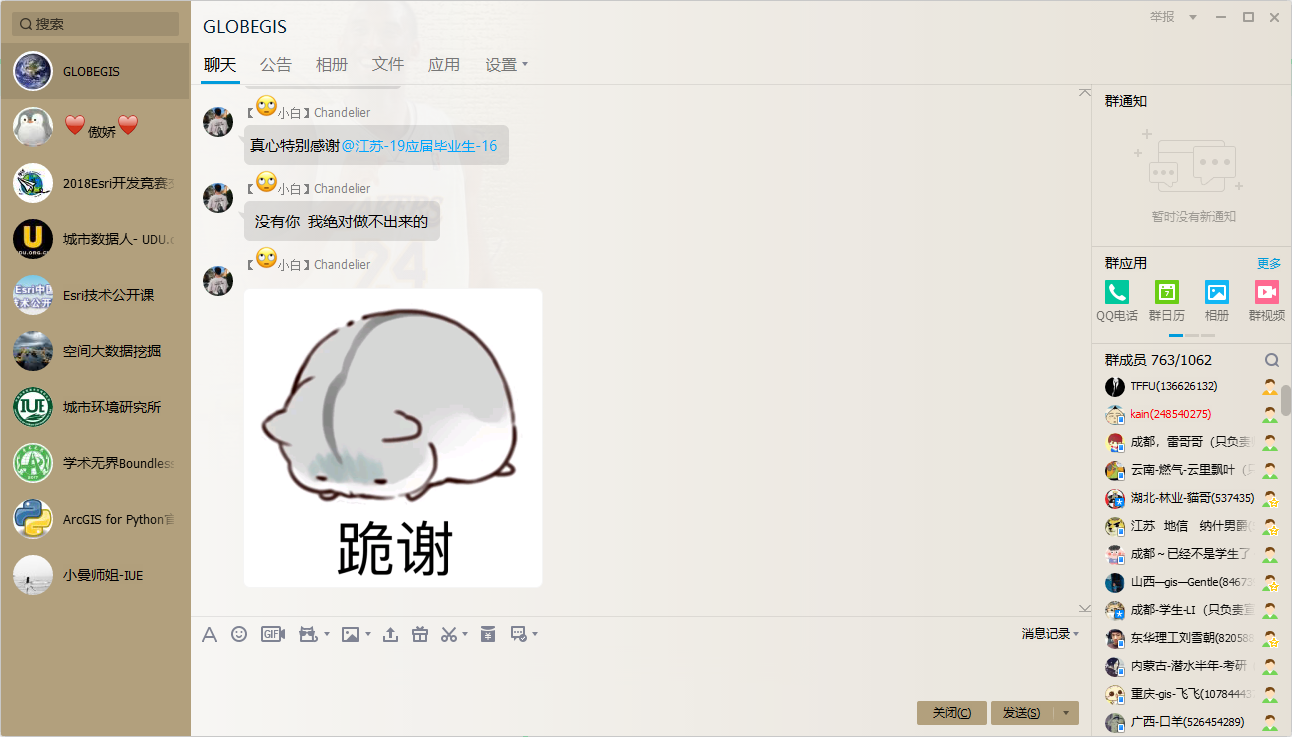 搜索
GLOBEGIS
傲娇
2018Esri开发竞赛
城市数据人- UDU.
Esri技术公开课
空间大数据挖掘
城市环境研究所
学术无界Boundless
ArcGIS for Python
小曼师姐-IUE
GLOBEGIS
举报
聊天 公告 相册 文件 应用 设置
【小白】Chandelier
真心特别感谢@江苏-19应届毕业生-16
【小白】Chandelier
没有你 我绝对做不出来的
【小白】Chandelier
跪谢
GIF
消息记录
关闭(C) 发送(S)
群通知
暂时没有新通知
群应用 更多
QQ电话 群日历 相册 群视频
群成员 763/1062
TFFU(136626132)
kain(248540275)
成都，雷哥哥（只负责
云南-燃气-云里飘叶（
湖北-林业-貓哥(537435)
江苏 地信 纳什男爵(
成都～已经不是学生了
山西—gis—Gentle(84673
成都-学生-LI（只负责宣
东华理工刘雪朝(820588
内蒙古-潜水半年-考研
重庆-gis-飞飞(10784443
广西-口羊(526454289)